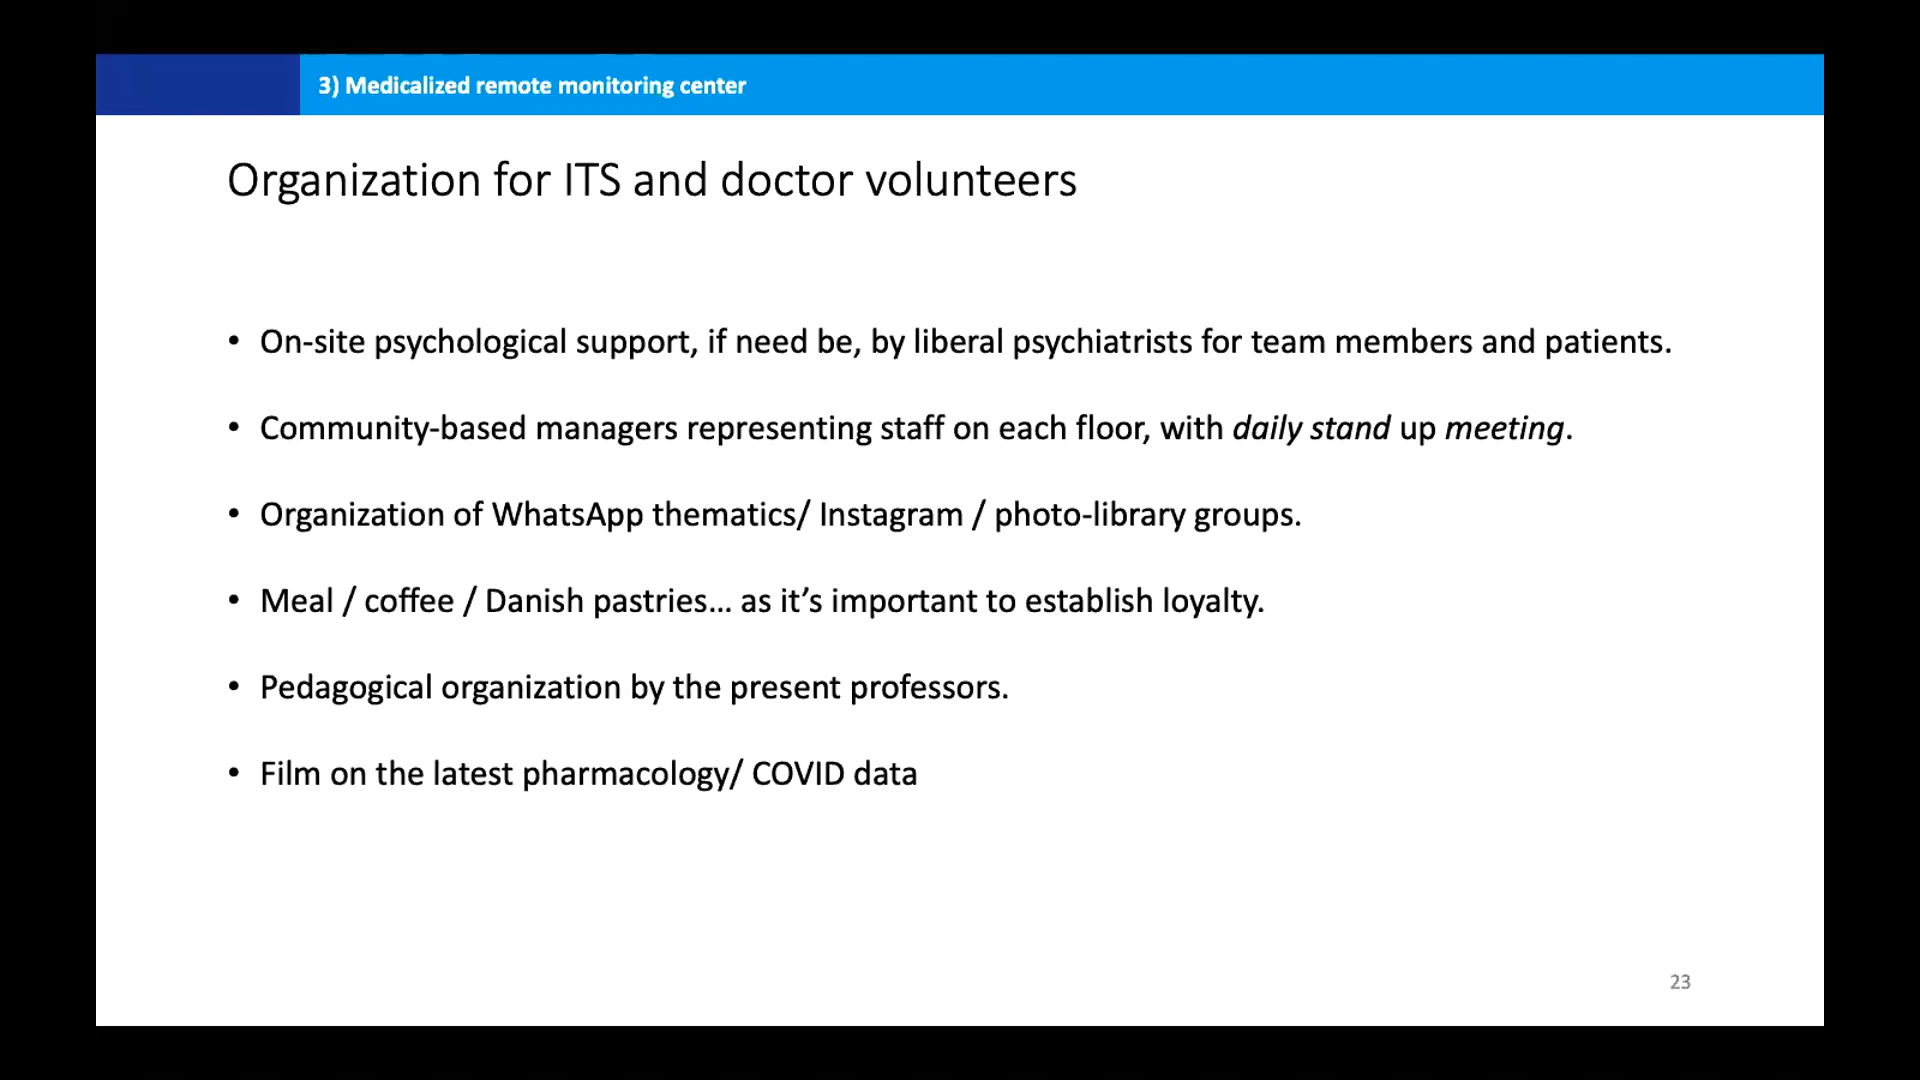 3) Medicalized remote monitoring center
Organization for ITS and doctor volunteers
• On-site psychological support, if need be, by liberal psychiatrists for team members and patients.
• Community-based managers representing staff on each floor, with daily stand up meeting.
• Organization of WhatsApp thematics/ Instagram / photo-library groups.
• Meal / coffee / Danish pastries… as it’s important to establish loyalty.
• Pedagogical organization by the present professors.
• Film on the latest pharmacology/ COVID data
23